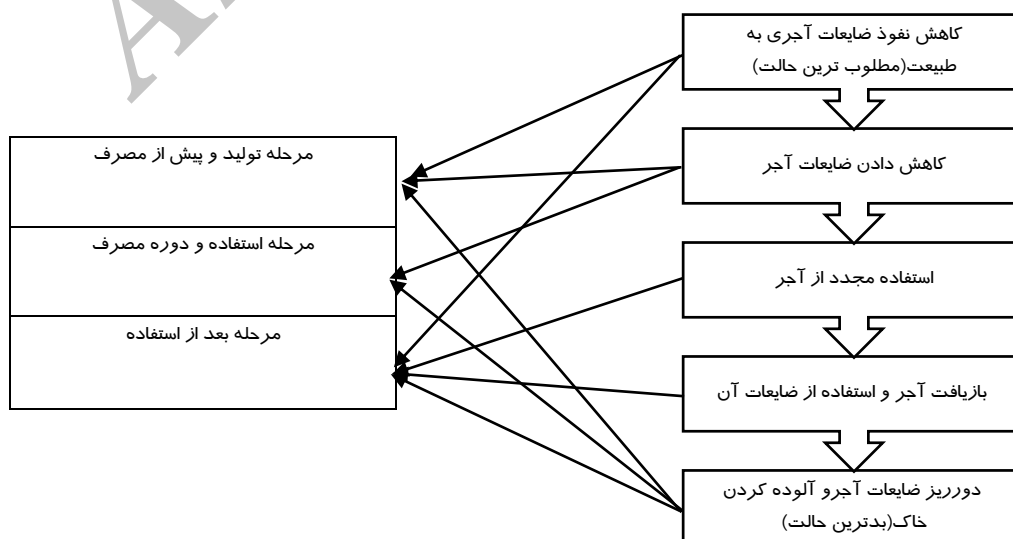 کاهش نفوذ ضایعات آجری به
طبیعت(مطلوب ترین حالت)
کاهش دادن ضایعات آجر
استفاده مجدد از آجر
بازیافت آجر و استفاده از ضایعات آن
دورریز ضایعات آجرو آلوده کردن
خاک(بدترین حالت)
مرحله تولید و پیش از مصرف
مرحله استفاده و دوره مصرف
مرحله بعد از استفاده